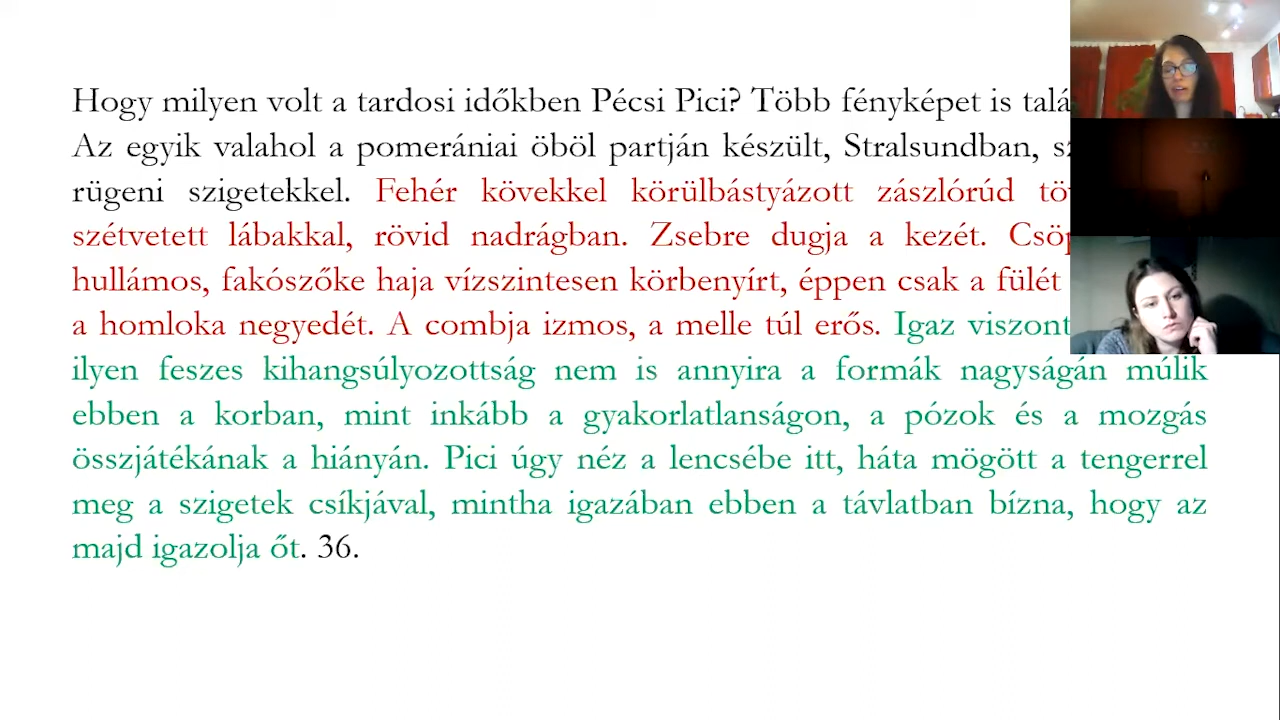 Hogy milyen volt a tardosi időkben Pécsi Pici? Több fényképet is
Az egyik valahol a pomerániai öböl partján készült, Stralsundban,
rügeni szigetekkel. Fehér kövekkel körülbástyázott zászlórúd
szétvetett lábakkal, rövid nadrágban. Zsebre dugja a kezét.
hullámos, fakószőke haja vízszintesen körbenyírt, éppen csak a fülét
a homloka negyedét. A combja izmos, a melle túl erős. Igaz viszont
ilyen feszes kihangsúlyozottság nem is annyira a formák nagyságán múlik
ebben a korban, mint inkább a gyakorlatlanságon, a pózok és a mozgás
összjátékának a hiányán. Pici úgy néz a lencsébe itt, háta mögött a tengerrel
meg a szigetek csíkjával, mintha igazában ebben a távlatban bízna, hogy az
majd igazolja őt. 36.